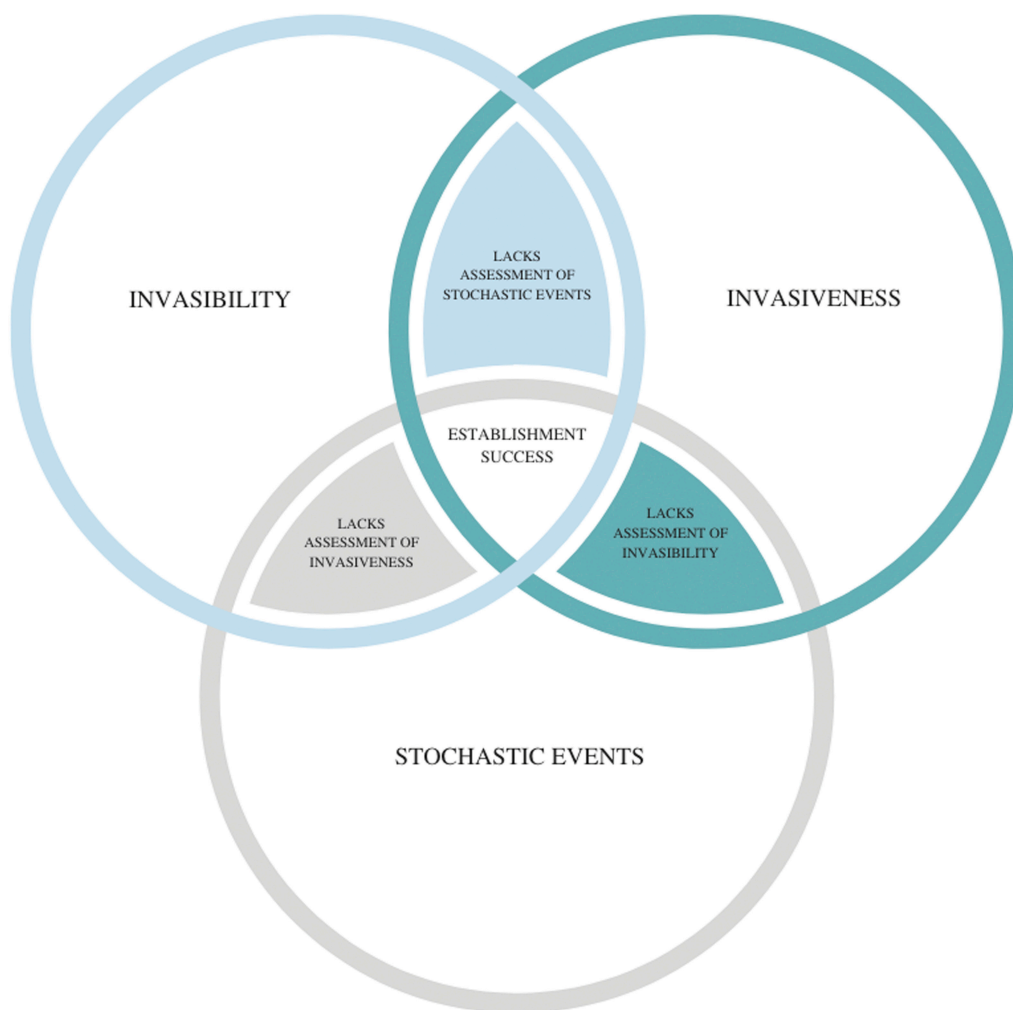 LACKS
ASSESSMENT OF
STOCHASTIC EVENTS
INVASIBILITY
INVASIVENESS
ESTABLISHMENT
SUCCESS
LACKS
ASSESSMENT OF
INVASIVENESS
LACKS
ASSESSMENT OF
INVASIBILITY
STOCHASTIC EVENTS